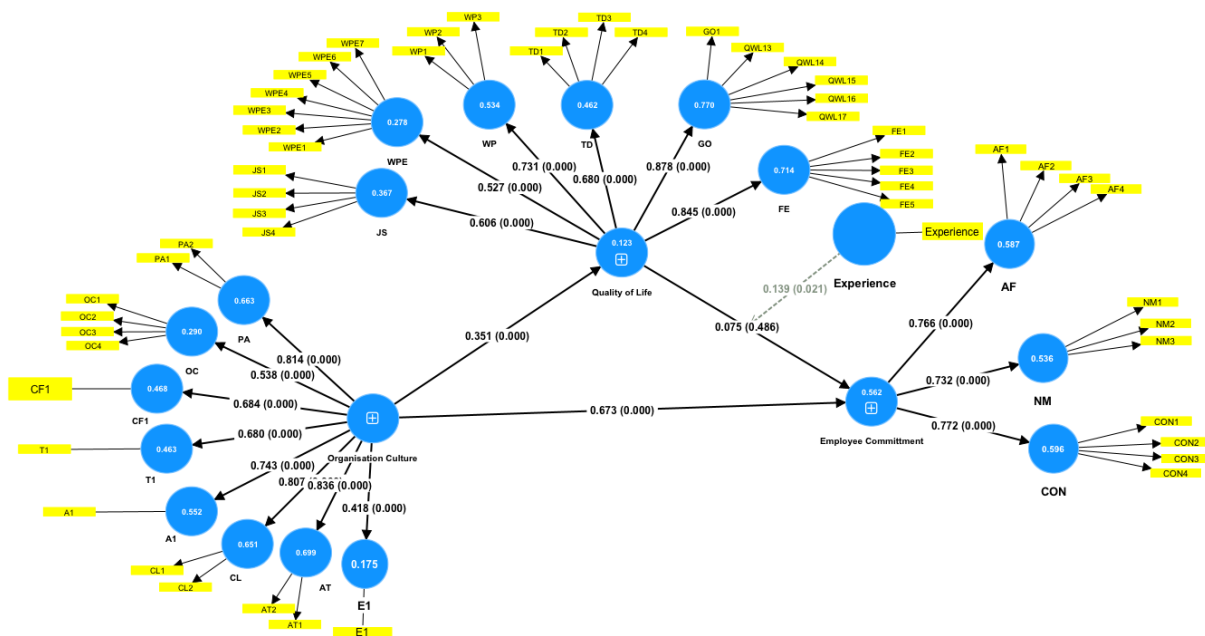 WP3
WP2
WP1
TD3
TD2
TD4
TD1
GO1
QWL13
QWL14
QWL15
QWL16
QWL17
WPE7
WPE6
WPE5
WPE4
WPE3
WPE2
WPE1
0.278
WPE
0.534
WP
0.462
TD
0.770
GO
FE1
FE2
FE3
FE4
FE5
0.714
FE
AF1
AF2
AF3
AF4
0.587
AF
JS1
JS2
JS3
JS4
0.367
JS
0.731 (0.000)
0.680 (0.000)
0.878 (0.000)
0.527 (0.000)
0.606 (0.000)
0.845 (0.000)
0.123
Quality of Life
Experience
Experience
0.139 (0.021)
0.075 (0.486)
0.351 (0.000)
0.766 (0.000)
PA2
PA1
0.663
PA
OC1
OC2
OC3
OC4
0.290
OC
0.814 (0.000)
0.538 (0.000)
CF1
0.468
CF1
0.684 (0.000)
T1
0.463
T1
0.680 (0.000)
Organisation Culture
0.673 (0.000)
0.562
Employee Committment
0.732 (0.000)
0.772 (0.000)
NM1
NM2
NM3
0.536
NM
CON1
CON2
CON3
CON4
0.596
CON
0.743 (0.000)
0.807
0.836 (0.000)
0.418 (0.000)
A1
0.552
A1
CL1
CL2
0.651
CL
0.699
AT
AT2
AT1
0.175
E1
E1